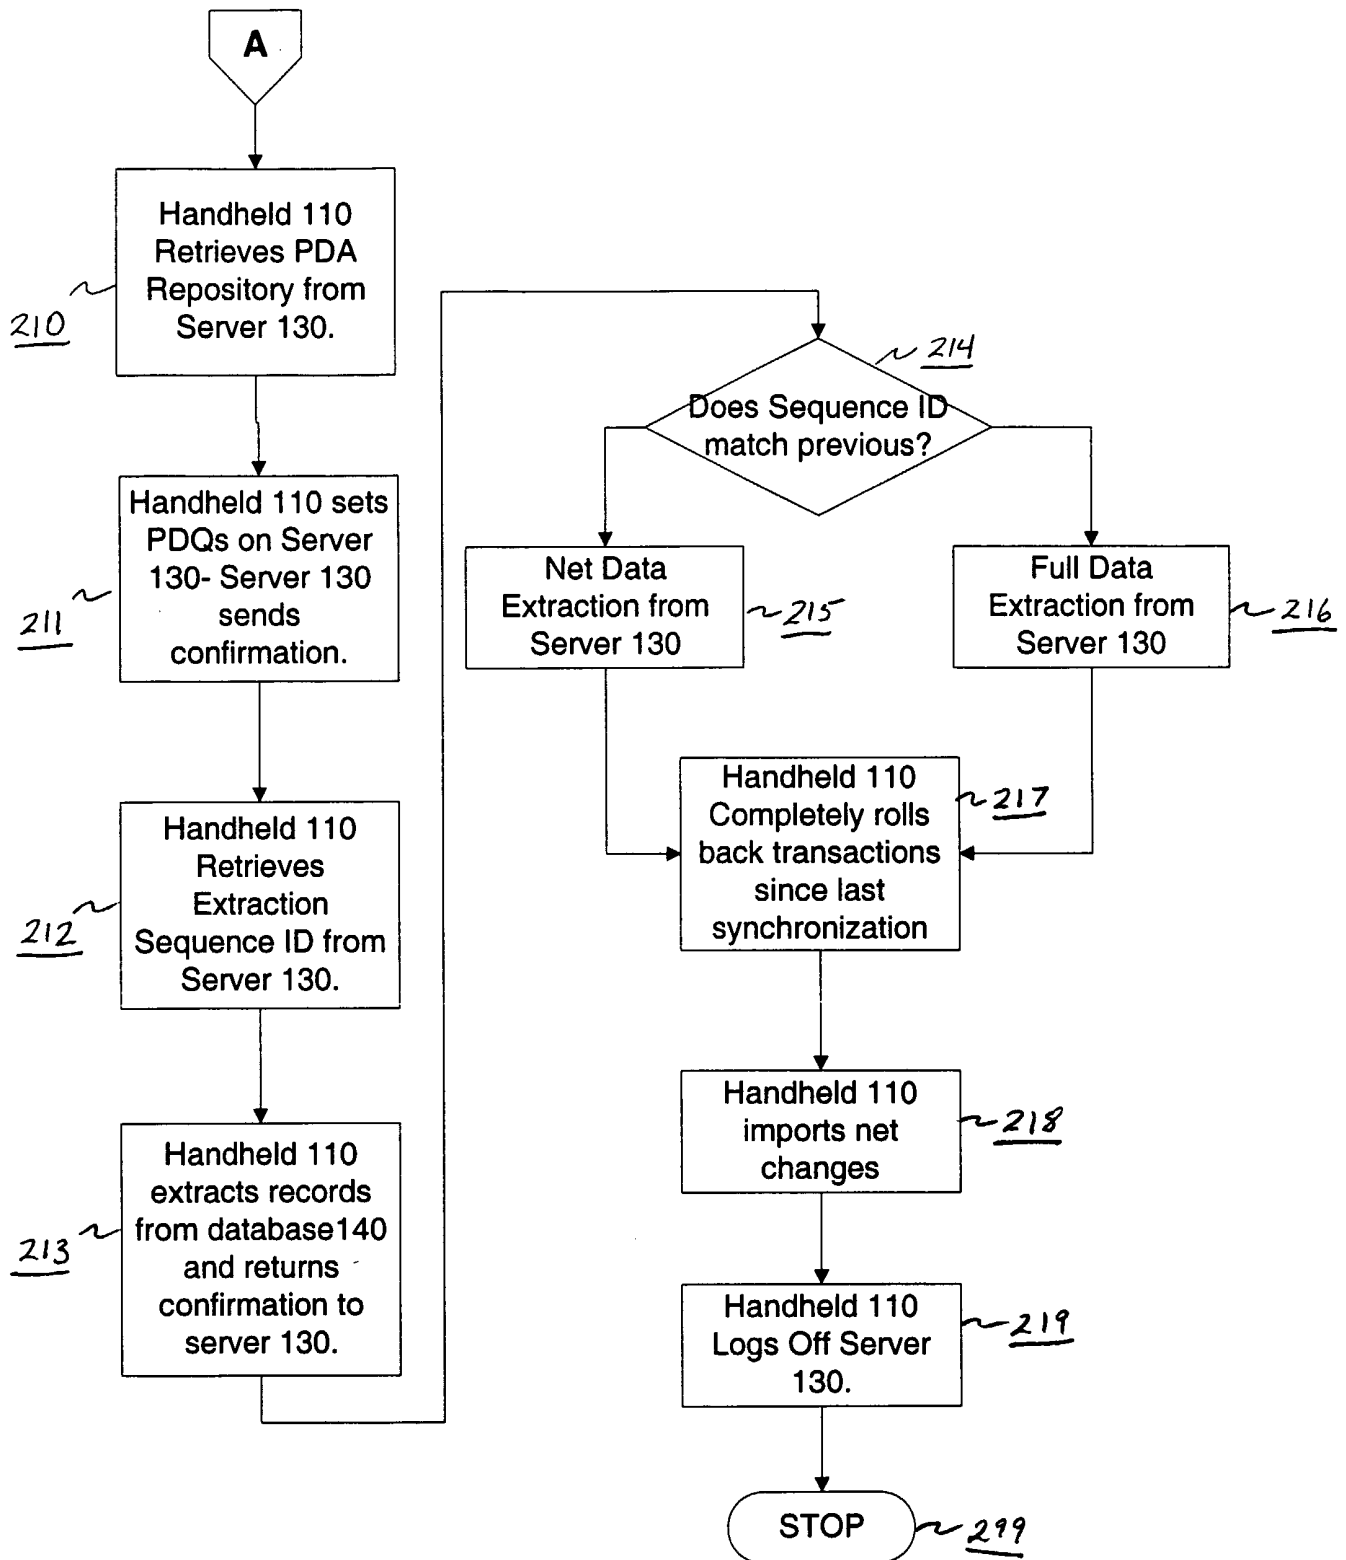 A
Handheld 110
Retrieves PDA
Repository from
Server 130.
210
Handheld 110 sets
PDQs on Server
130- Server 130
sends
confirmation.
211
Handheld 110
Retrieves
Extraction
Sequence ID from
Server 130.
212
Handheld 110
extracts records
from database140
and returns
confirmation to
server 130.
213
214
Does Sequence ID
match previous?
Net Data
Extraction from
Server 130
215
Full Data
Extraction from
Server 130
216
Handheld 110
Completely rolls
back transactions
since last
synchronization
217
Handheld 110
imports net
changes
218
Handheld 110
Logs Off Server
130.
219
STOP
299